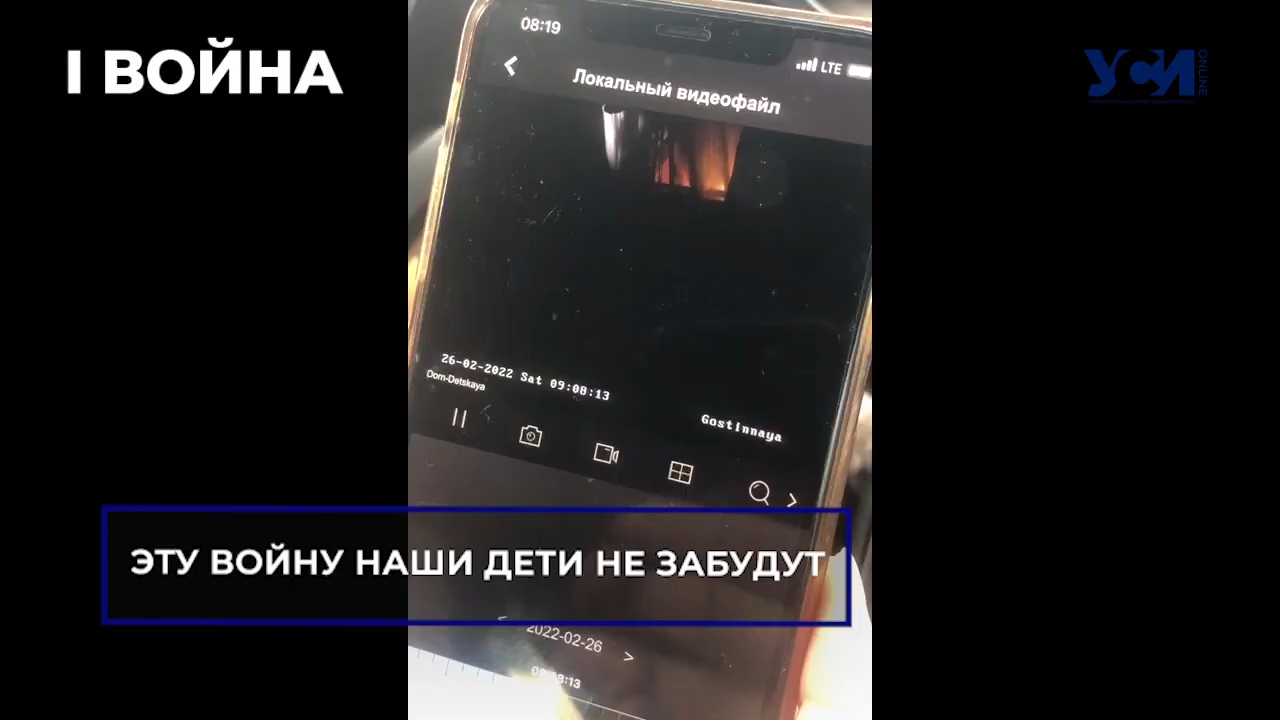 І ВОЙНА
08:19
LTE
Локальный видеофайл
УСИ
ONLINE
26-02-2022 Sat 09:08:13
Dom-Detskaya
Gostinnaya
ЭТУ ВОЙНУ НАШИ ДЕТИ НЕ ЗАБУДУТ
2022-02-26